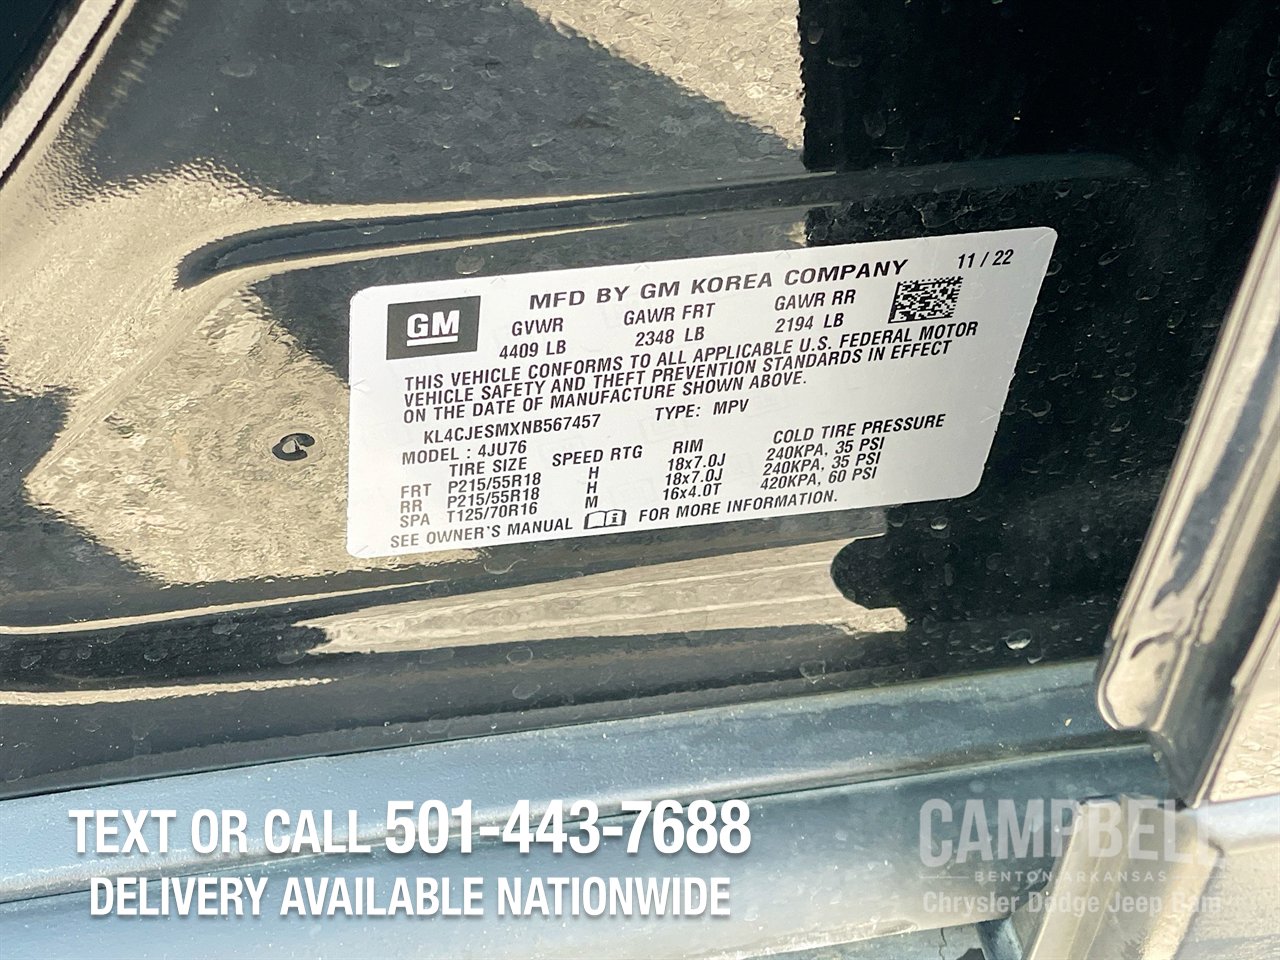 GM
MFD BY GM KOREA COMPANY 11 / 22
GVWR GAWR FRT GAWR RR
4409 LB 2348 LB 2194 LB
THIS VEHICLE CONFORMS TO ALL APPLICABLE U.S. FEDERAL MOTOR
VEHICLE SAFETY AND THEFT PREVENTION STANDARDS IN EFFECT
ON THE DATE OF MANUFACTURE SHOWN ABOVE.
KL4CJESMXNB567457 TYPE: MPV
MODEL : 4JU76
TIRE SIZE SPEED RTG RIM COLD TIRE PRESSURE
FRT P215/55R18 H 18x7.0J 240KPA, 35 PSI
RR P215/55R18 H 18x7.0J 240KPA, 35 PSI
SPA T125/70R16 M 16x4.0T 420KPA, 60 PSI
SEE OWNER'S MANUAL i FOR MORE INFORMATION.
TEXT OR CALL 501-443-7688
DELIVERY AVAILABLE NATIONWIDE
CAMPBELL
BENTON, ARKANSAS
Chrysler Dodge Jeep Ram